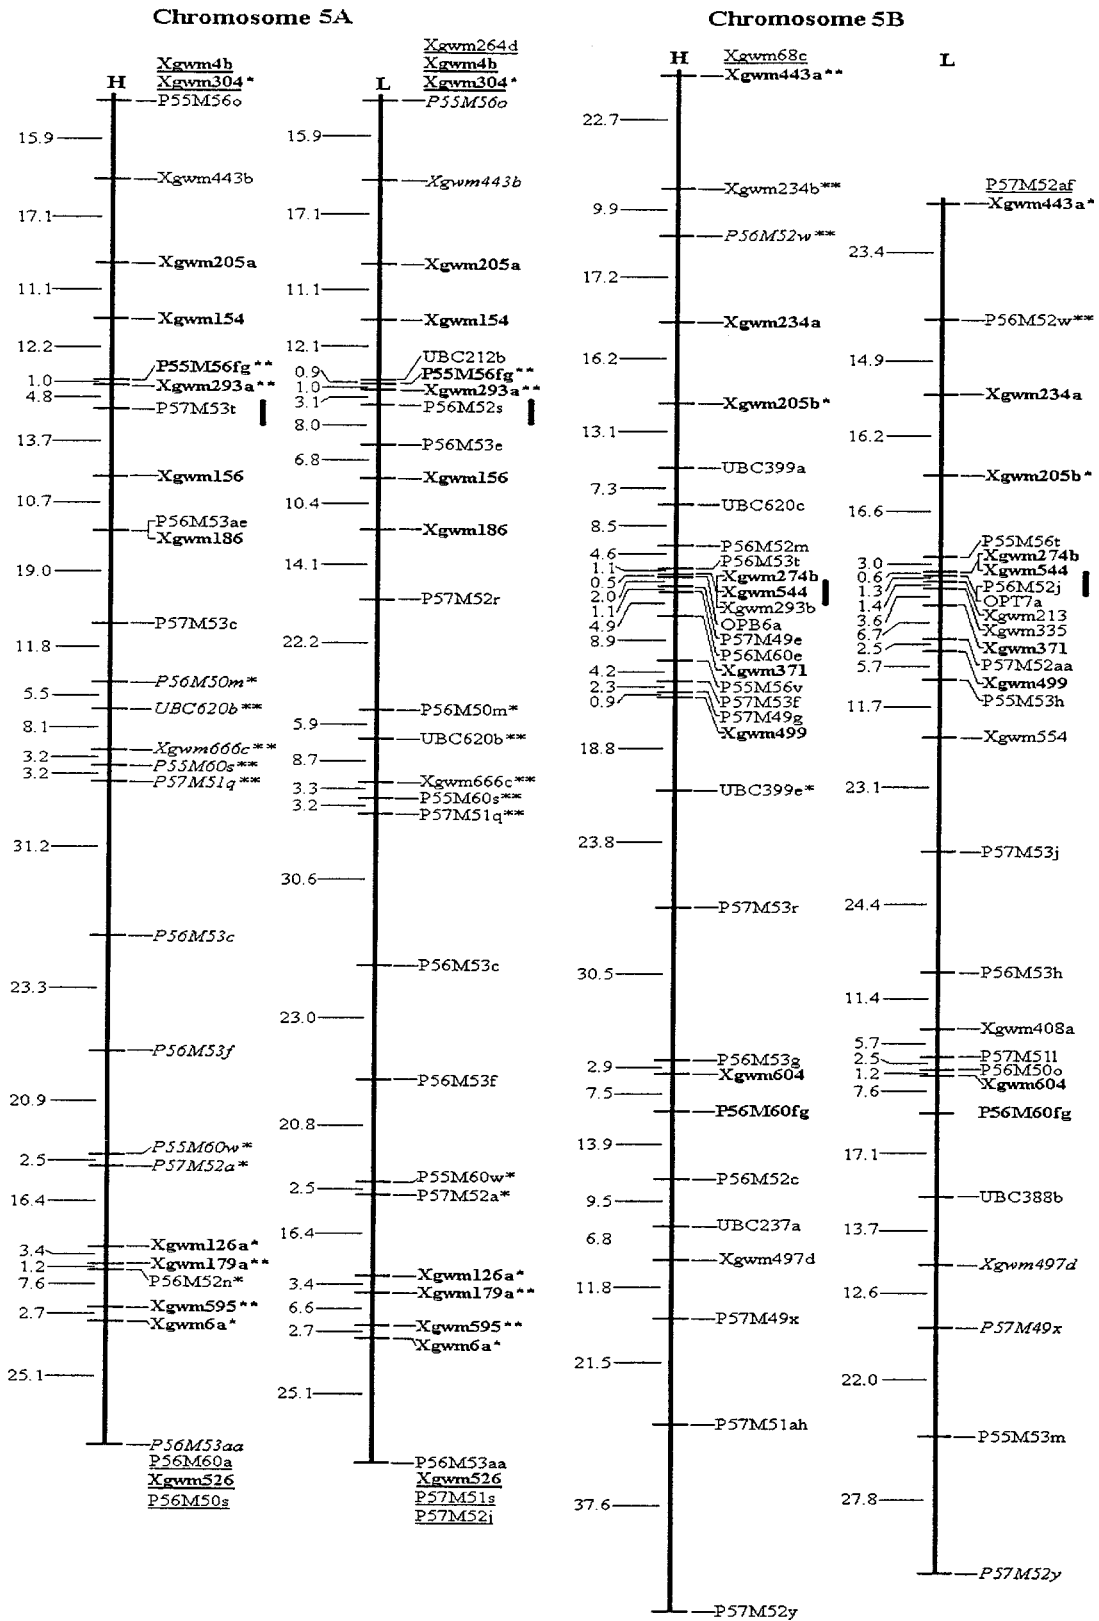 Chromosome 5A
H
Xgwm4b
Xgwm304*
P55M56o
15.9
Xgwm443b
17.1
Xgwm205a
11.1
Xgwm154
12.2
P55M56fg**
1.0
Xgwm293a**
4.8
P57M53t
13.7
Xgwm156
10.7
P56M53ae
Xgwm186
19.0
P57M53c
11.8
P56M50m*
5.5
UBC620b**
8.1
Xgwm666c**
3.2
P55M60s**
3.2
P57M51q**
31.2
P56M53c
23.3
P56M53f
20.9
P55M60w*
2.5
P57M52a*
16.4
Xgwm126a*
3.4
Xgwm179a**
1.2
P56M52n*
7.6
Xgwm595**
2.7
Xgwm6a*
25.1
P56M53aa
P56M60a
Xgwm526
P56M50s
L
Xgwm264d
Xgwm4b
Xgwm304*
P55M56o
15.9
Xgwm443b
17.1
Xgwm205a
11.1
Xgwm154
12.1
UBC212b
0.9
P55M56fg**
1.0
Xgwm293a**
3.1
P56M52s
8.0
P56M53e
6.8
Xgwm156
10.4
Xgwm186
14.1
P57M52r
22.2
P56M50m*
5.9
UBC620b**
8.7
Xgwm666c**
3.3
P55M60s**
3.2
P57M51q**
30.6
P56M53c
23.0
P56M53f
20.8
P55M60w*
2.5
P57M52a*
16.4
Xgwm126a*
3.4
Xgwm179a**
6.6
Xgwm595**
2.7
Xgwm6a*
25.1
P56M53aa
Xgwm526
P57M51s
P57M52j
Chromosome 5B
H
Xgwm68c
Xgwm443a**
22.7
Xgwm234b**
9.9
P56M52w**
17.2
Xgwm234a
16.2
Xgwm205b*
13.1
UBC399a
7.3
UBC620c
8.5
P56M52m
4.6
P56M53t
1.1
Xgwm274b
0.5
Xgwm544
2.0
Xgwm293b
1.1
OPB6a
4.9
P57M49e
8.9
P56M60e
Xgwm371
4.2
P55M56v
2.3
P57M53f
0.9
P57M49g
Xgwm499
18.8
UBC399e*
23.8
P57M53r
30.5
P56M53g
2.9
Xgwm604
7.5
P56M60fg
13.9
P56M52c
9.5
UBC237a
6.8
Xgwm497d
11.8
P57M49x
21.5
P57M51ah
37.6
P57M52y
L
P57M52af
Xgwm443a*
23.4
P56M52w**
14.9
Xgwm234a
16.2
Xgwm205b*
16.6
P55M56t
3.0
Xgwm274b
Xgwm544
0.6
P56M52j
1.3
OPT7a
1.4
Xgwm213
3.6
Xgwm335
6.7
Xgwm371
2.5
P57M52aa
5.7
Xgwm499
P55M53h
11.7
Xgwm554
23.1
P57M53j
24.4
P56M53h
11.4
Xgwm408a
5.7
P57M51l
2.5
P56M50o
1.2
Xgwm604
7.6
P56M60fg
17.1
UBC388b
13.7
Xgwm497d
12.6
P57M49x
22.0
P55M53m
27.8
P57M52y